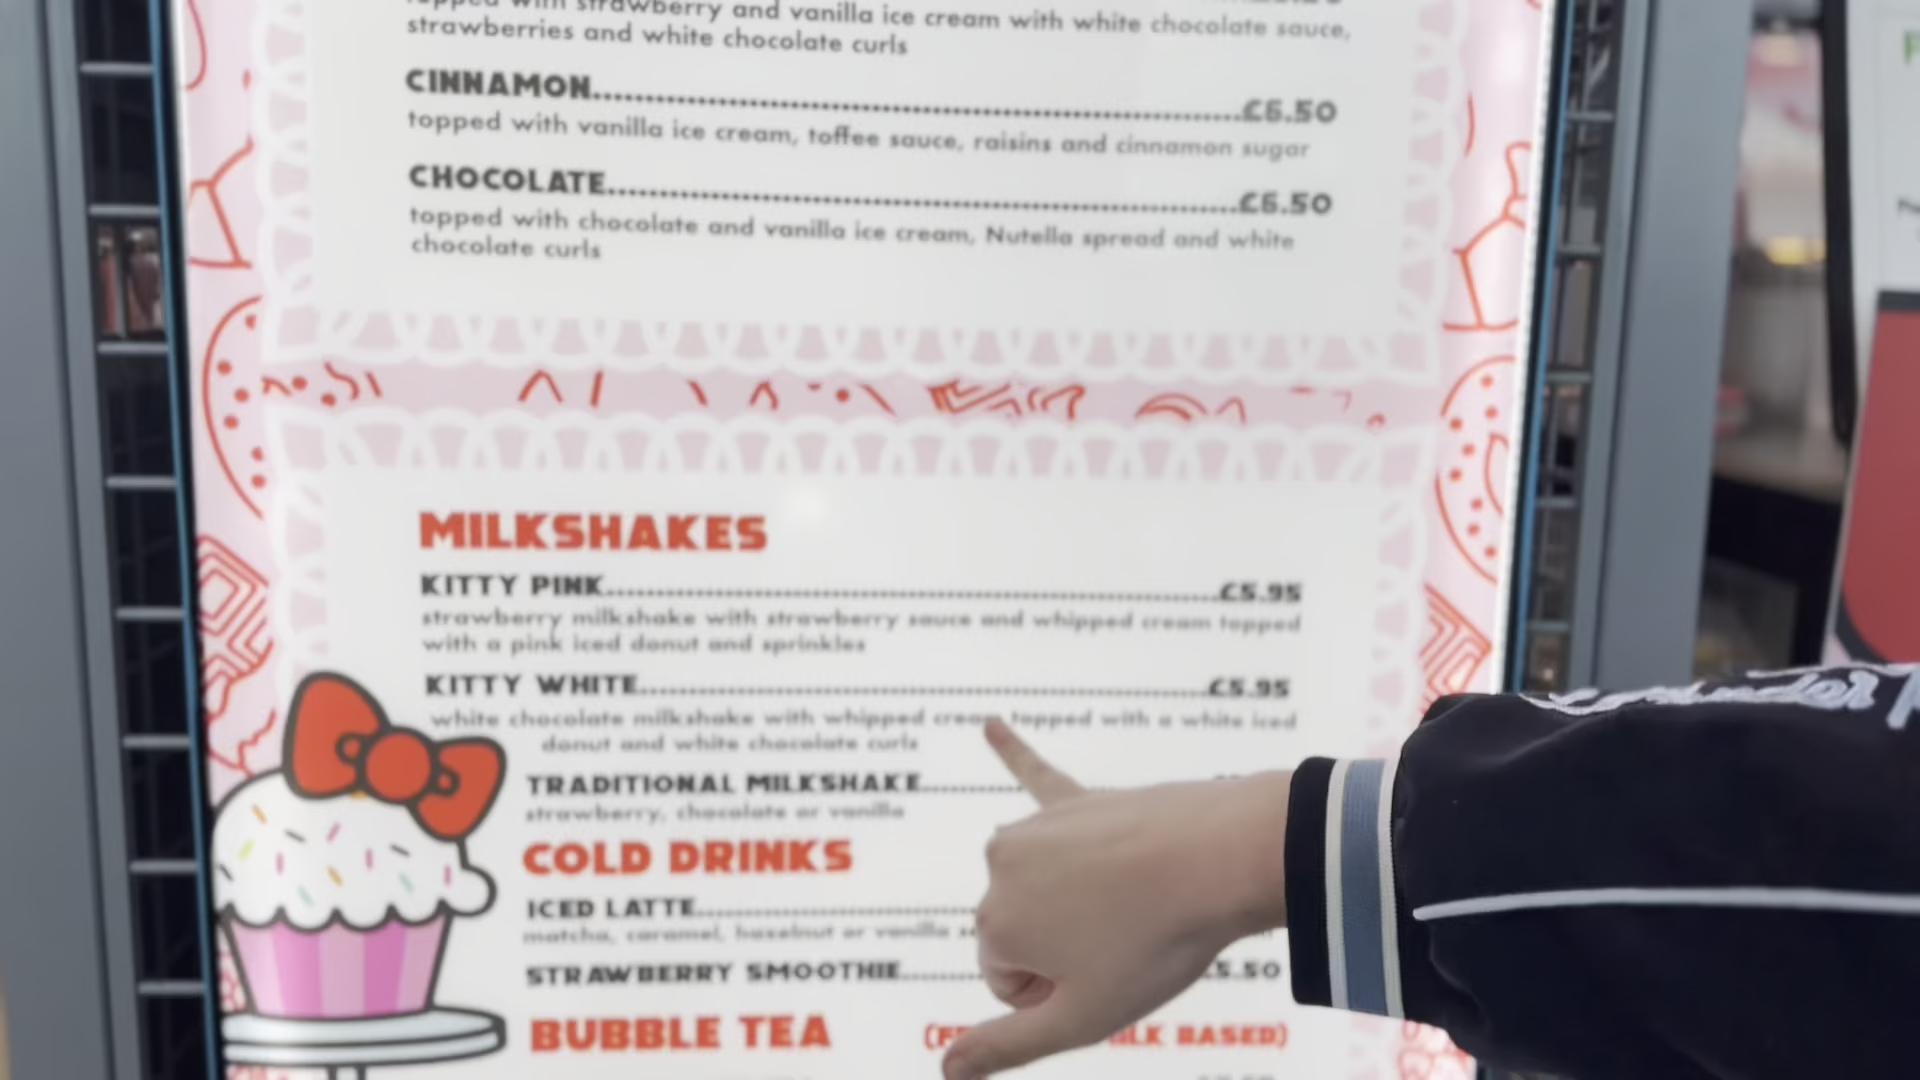 topped with strawberry and vanilla ice cream with white chocolate sauce,
strawberries and white chocolate curls
CINNAMON £6.50
topped with vanilla ice cream, toffee sauce, raisins and cinnamon sugar
CHOCOLATE £6.50
topped with chocolate and vanilla ice cream, Nutella spread and white
chocolate curls
MILKSHAKES
KITTY PINK £5.95
strawberry milkshake with strawberry sauce and whipped cream topped
with a pink iced donut and sprinkles
KITTY WHITE £5.95
white chocolate milkshake with whipped cream topped with a white iced
donut and white chocolate curls
TRADITIONAL MILKSHAKE
strawberry, chocolate or vanilla
COLD DRINKS
ICED LATTE
matcha, caramel, hazelnut or vanilla
STRAWBERRY SMOOTHIE £5.50
BUBBLE TEA BASED)